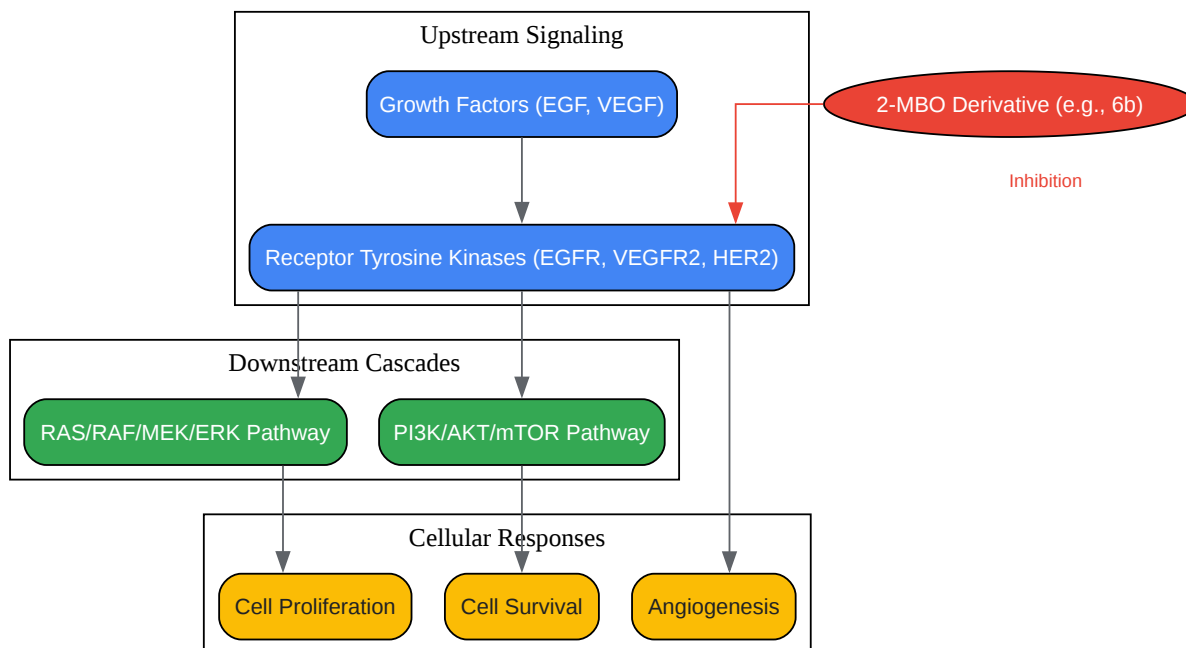 Upstream Signaling
Growth Factors (EGF, VEGF)
2-MBO Derivative (e.g., 6b)
Inhibition
Receptor Tyrosine Kinases (EGFR, VEGFR2, HER2)
Downstream Cascades
RAS/RAF/MEK/ERK Pathway
PI3K/AKT/mTOR Pathway
Cellular Responses
Cell Proliferation
Cell Survival
Angiogenesis